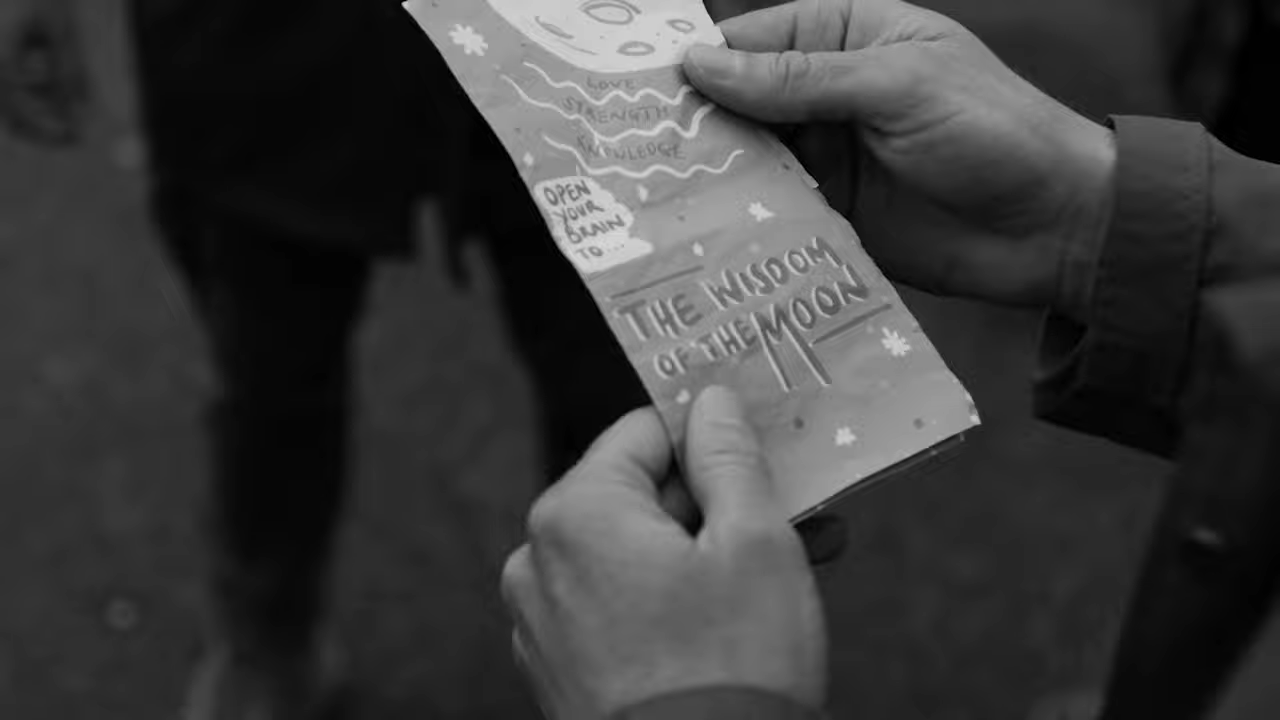 LOVE
STRENGTH
KNOWLEDGE
OPEN
YOUR
BRAIN
TO...
THE WISDOM
OF THE MOON